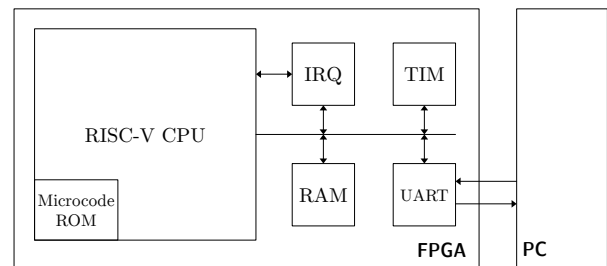 IRQ
TIM
RISC-V CPU
Microcode
ROM
RAM
UART
FPGA
PC